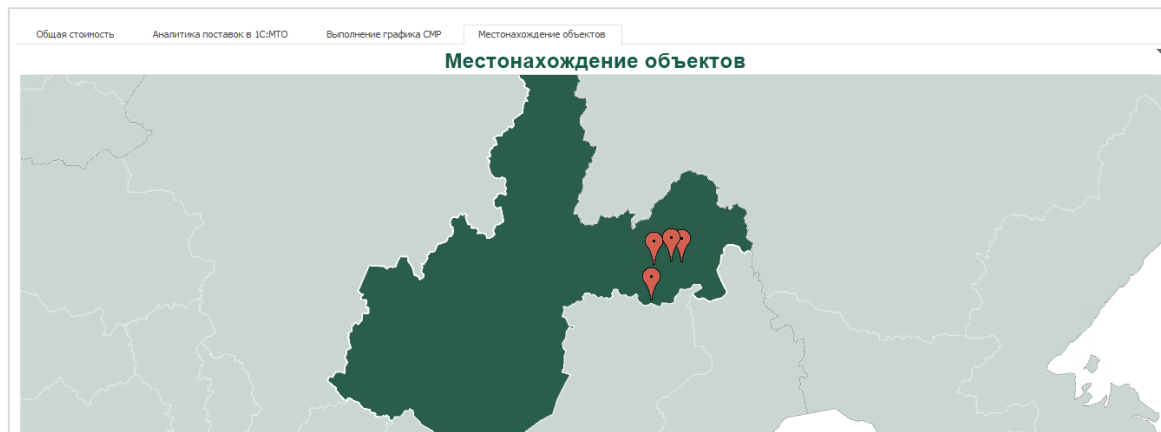 Общая стоимость
Аналитика поставок в 1С:МТО
Выполнение графика СМР
Местонахождение объектов
Местонахождение объектов